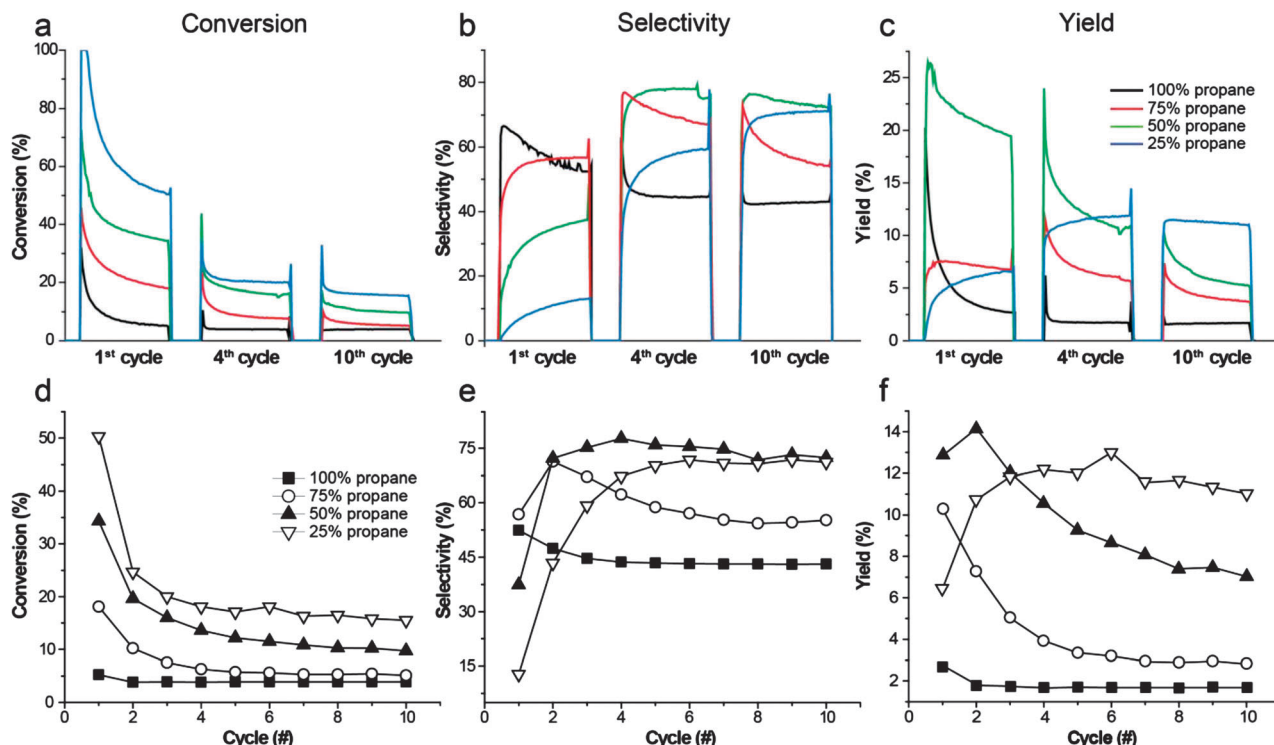 a
Conversion
b
Selectivity
c
Yield
Conversion (%)
100
80
60
40
20
0
1st cycle
4th cycle
10th cycle
Selectivity (%)
80
60
40
20
0
1st cycle
4th cycle
10th cycle
Yield (%)
25
20
15
10
5
0
100% propane
75% propane
50% propane
25% propane
1st cycle
4th cycle
10th cycle
d
Conversion (%)
50
40
30
20
10
0
100% propane
75% propane
50% propane
25% propane
0 2 4 6 8 10
Cycle (#)
e
Selectivity (%)
75
60
45
30
15
0 2 4 6 8 10
Cycle (#)
f
Yield (%)
14
12
10
8
6
4
2
0 2 4 6 8 10
Cycle (#)